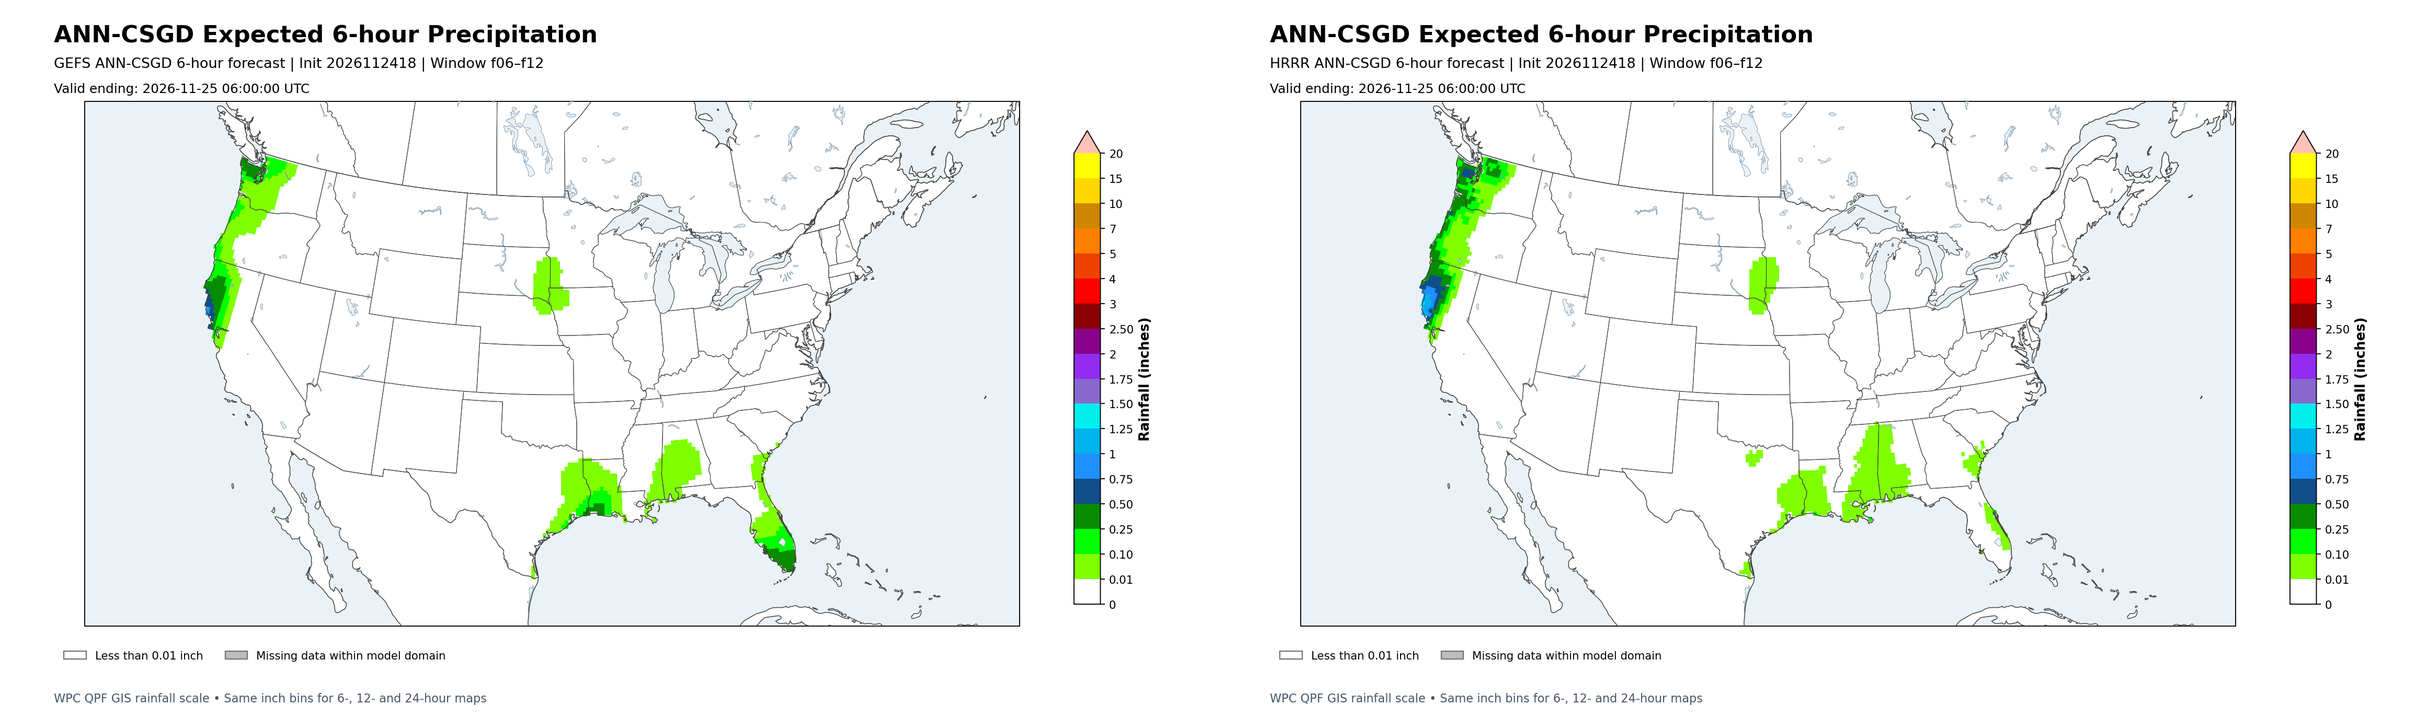 ANN-CSGD Expected 6-hour Precipitation
GEFS ANN-CSGD 6-hour forecast | Init 2026112418 | Window f06–f12
Valid ending: 2026-11-25 06:00:00 UTC
20
15
10
7
5
4
3
2.50
2
1.75
1.50
1.25
1
0.75
0.50
0.25
0.10
0.01
0
Rainfall (inches)
Less than 0.01 inch
Missing data within model domain
WPC QPF GIS rainfall scale • Same inch bins for 6-, 12- and 24-hour maps
ANN-CSGD Expected 6-hour Precipitation
HRRR ANN-CSGD 6-hour forecast | Init 2026112418 | Window f06–f12
Valid ending: 2026-11-25 06:00:00 UTC
20
15
10
7
5
4
3
2.50
2
1.75
1.50
1.25
1
0.75
0.50
0.25
0.10
0.01
0
Rainfall (inches)
Less than 0.01 inch
Missing data within model domain
WPC QPF GIS rainfall scale • Same inch bins for 6-, 12- and 24-hour maps